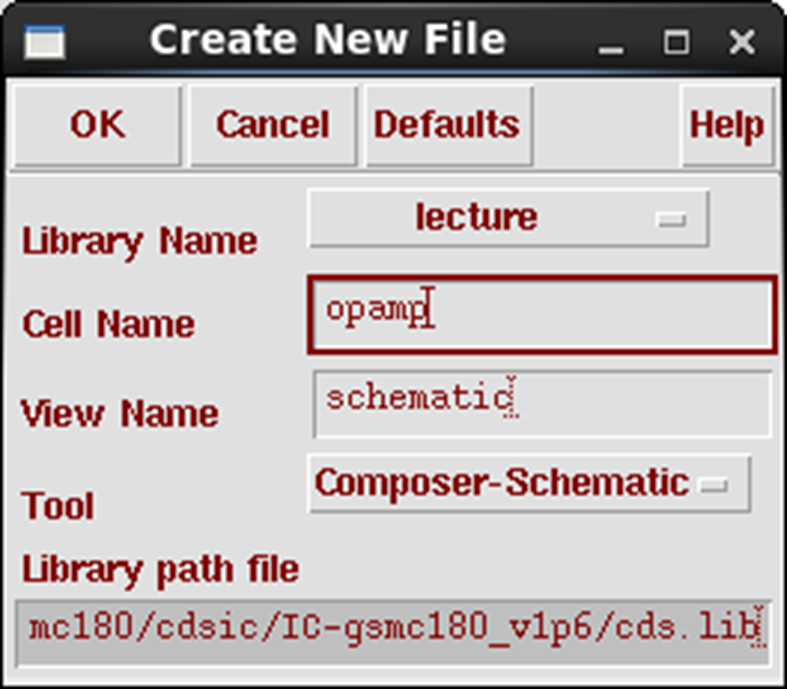 Create New File
OK Cancel Defaults Help
Library Name lecture
Cell Name opamp
View Name schematic
Tool Composer-Schematic
Library path file
mc180/cdsic/IC-gsmc180_v1p6/cds.lib